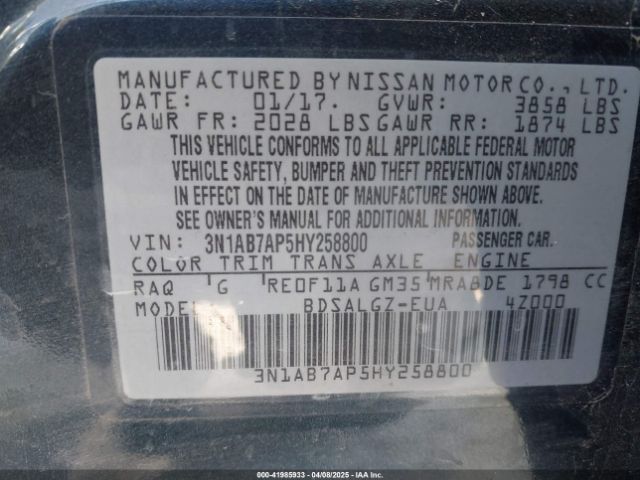 MANUFACTURED BY NISSAN MOTOR CO., LTD.
DATE: 01/17. GVWR: 3858 LBS
GAWR FR: 2028 LBS GAWR RR: 1874 LBS
THIS VEHICLE CONFORMS TO ALL APPLICABLE FEDERAL MOTOR
VEHICLE SAFETY, BUMPER AND THEFT PREVENTION STANDARDS
IN EFFECT ON THE DATE OF MANUFACTURE SHOWN ABOVE.
SEE OWNER'S MANUAL FOR ADDITIONAL INFORMATION.
VIN: 3N1AB7AP5HY258800 PASSENGER CAR.
COLOR TRIM TRANS AXLE ENGINE
RAQ G RE0F11A GM35 MRA8DE 1798 CC
MODEL BDSALGZ-EUA 4Z000
3N1AB7AP5HY258800
000-41985933 04/08/2025 IAAI.COM